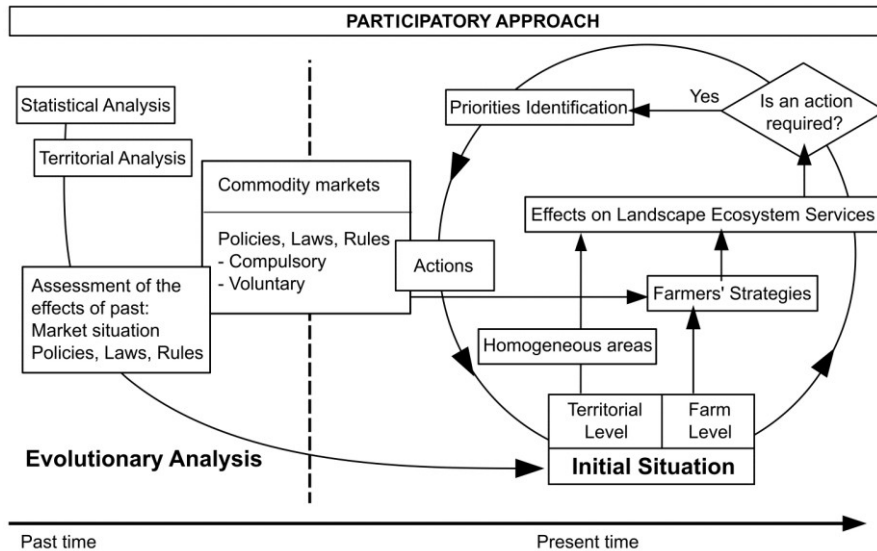 PARTICIPATORY APPROACH
Statistical Analysis
Territorial Analysis
Assessment of the
effects of past:
Market situation
Policies, Laws, Rules
Evolutionary Analysis
Commodity markets
Policies, Laws, Rules
- Compulsory
- Voluntary
Priorities Identification
Yes
Is an action
required?
Effects on Landscape Ecosystem Services
Actions
Farmers' Strategies
Homogeneous areas
Territorial
Level
Farm
Level
Initial Situation
Past time
Present time